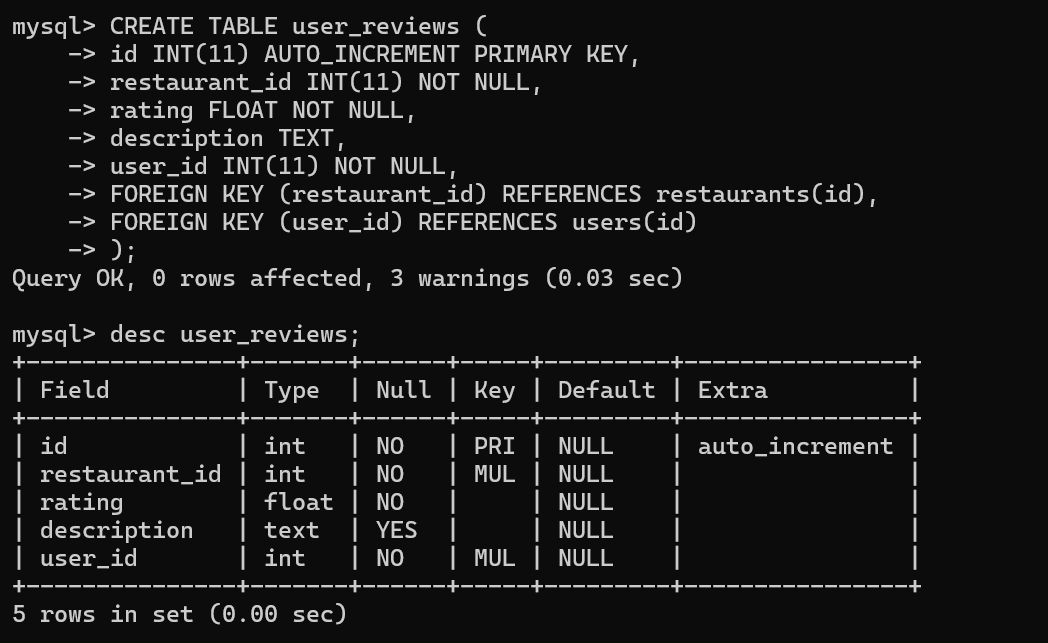 mysql> CREATE TABLE user_reviews (
    -> id INT(11) AUTO_INCREMENT PRIMARY KEY,
    -> restaurant_id INT(11) NOT NULL,
    -> rating FLOAT NOT NULL,
    -> description TEXT,
    -> user_id INT(11) NOT NULL,
    -> FOREIGN KEY (restaurant_id) REFERENCES restaurants(id),
    -> FOREIGN KEY (user_id) REFERENCES users(id)
    -> );
Query OK, 0 rows affected, 3 warnings (0.03 sec)

mysql> desc user_reviews;
+---------------+-------+------+-----+---------+----------------+
| Field         | Type  | Null | Key | Default | Extra          |
+---------------+-------+------+-----+---------+----------------+
| id            | int   | NO   | PRI | NULL    | auto_increment |
| restaurant_id | int   | NO   | MUL | NULL    |                |
| rating        | float | NO   |     | NULL    |                |
| description   | text  | YES  |     | NULL    |                |
| user_id       | int   | NO   | MUL | NULL    |                |
+---------------+-------+------+-----+---------+----------------+
5 rows in set (0.00 sec)